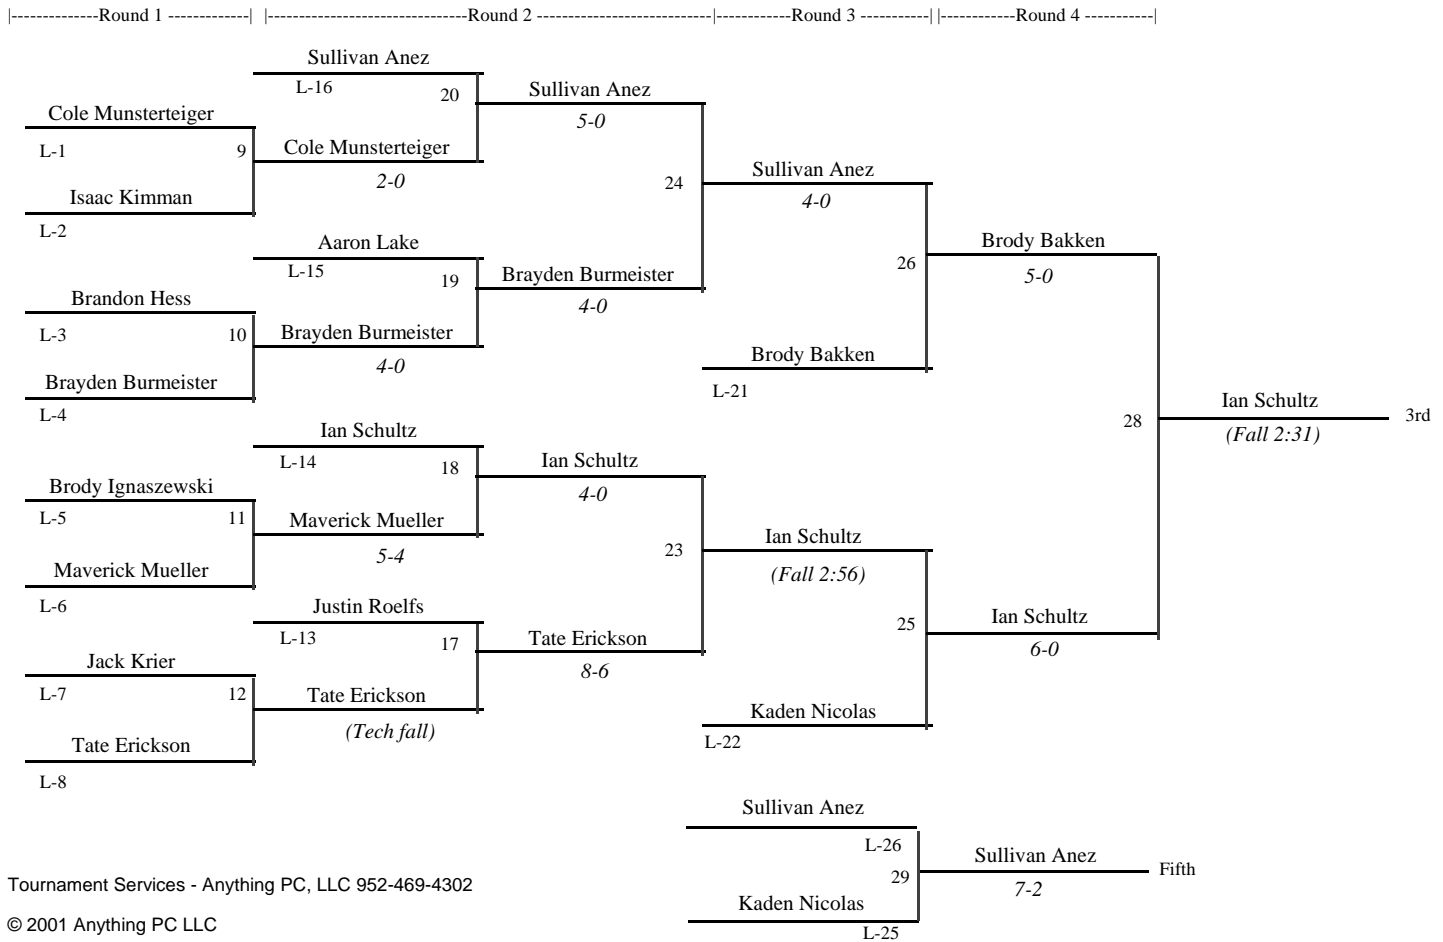 |--------------Round 1 -------------| |---------------------------------Round 2 -----------------------------|-------------Round 3 -----------| |------------Round 4 -----------|
Sullivan Anez
L-16
20
Sullivan Anez
5-0
Cole Munsterteiger
L-1
9
Cole Munsterteiger
2-0
Isaac Kimman
L-2
24
Sullivan Anez
4-0
Aaron Lake
L-15
19
Brayden Burmeister
4-0
26
Brody Bakken
5-0
Brandon Hess
L-3
10
Brayden Burmeister
4-0
Brayden Burmeister
L-4
Brody Bakken
L-21
28
Ian Schultz
(Fall 2:31)
3rd
Ian Schultz
L-14
18
Ian Schultz
4-0
Brody Ignaszewski
L-5
11
Maverick Mueller
5-4
Maverick Mueller
L-6
23
Ian Schultz
(Fall 2:56)
Justin Roelfs
L-13
17
Tate Erickson
8-6
25
Ian Schultz
6-0
Jack Krier
L-7
12
Tate Erickson
(Tech fall)
Tate Erickson
L-8
Kaden Nicolas
L-22
Sullivan Anez
L-26
29
Sullivan Anez
7-2
Fifth
Kaden Nicolas
L-25
Tournament Services - Anything PC, LLC 952-469-4302
© 2001 Anything PC LLC